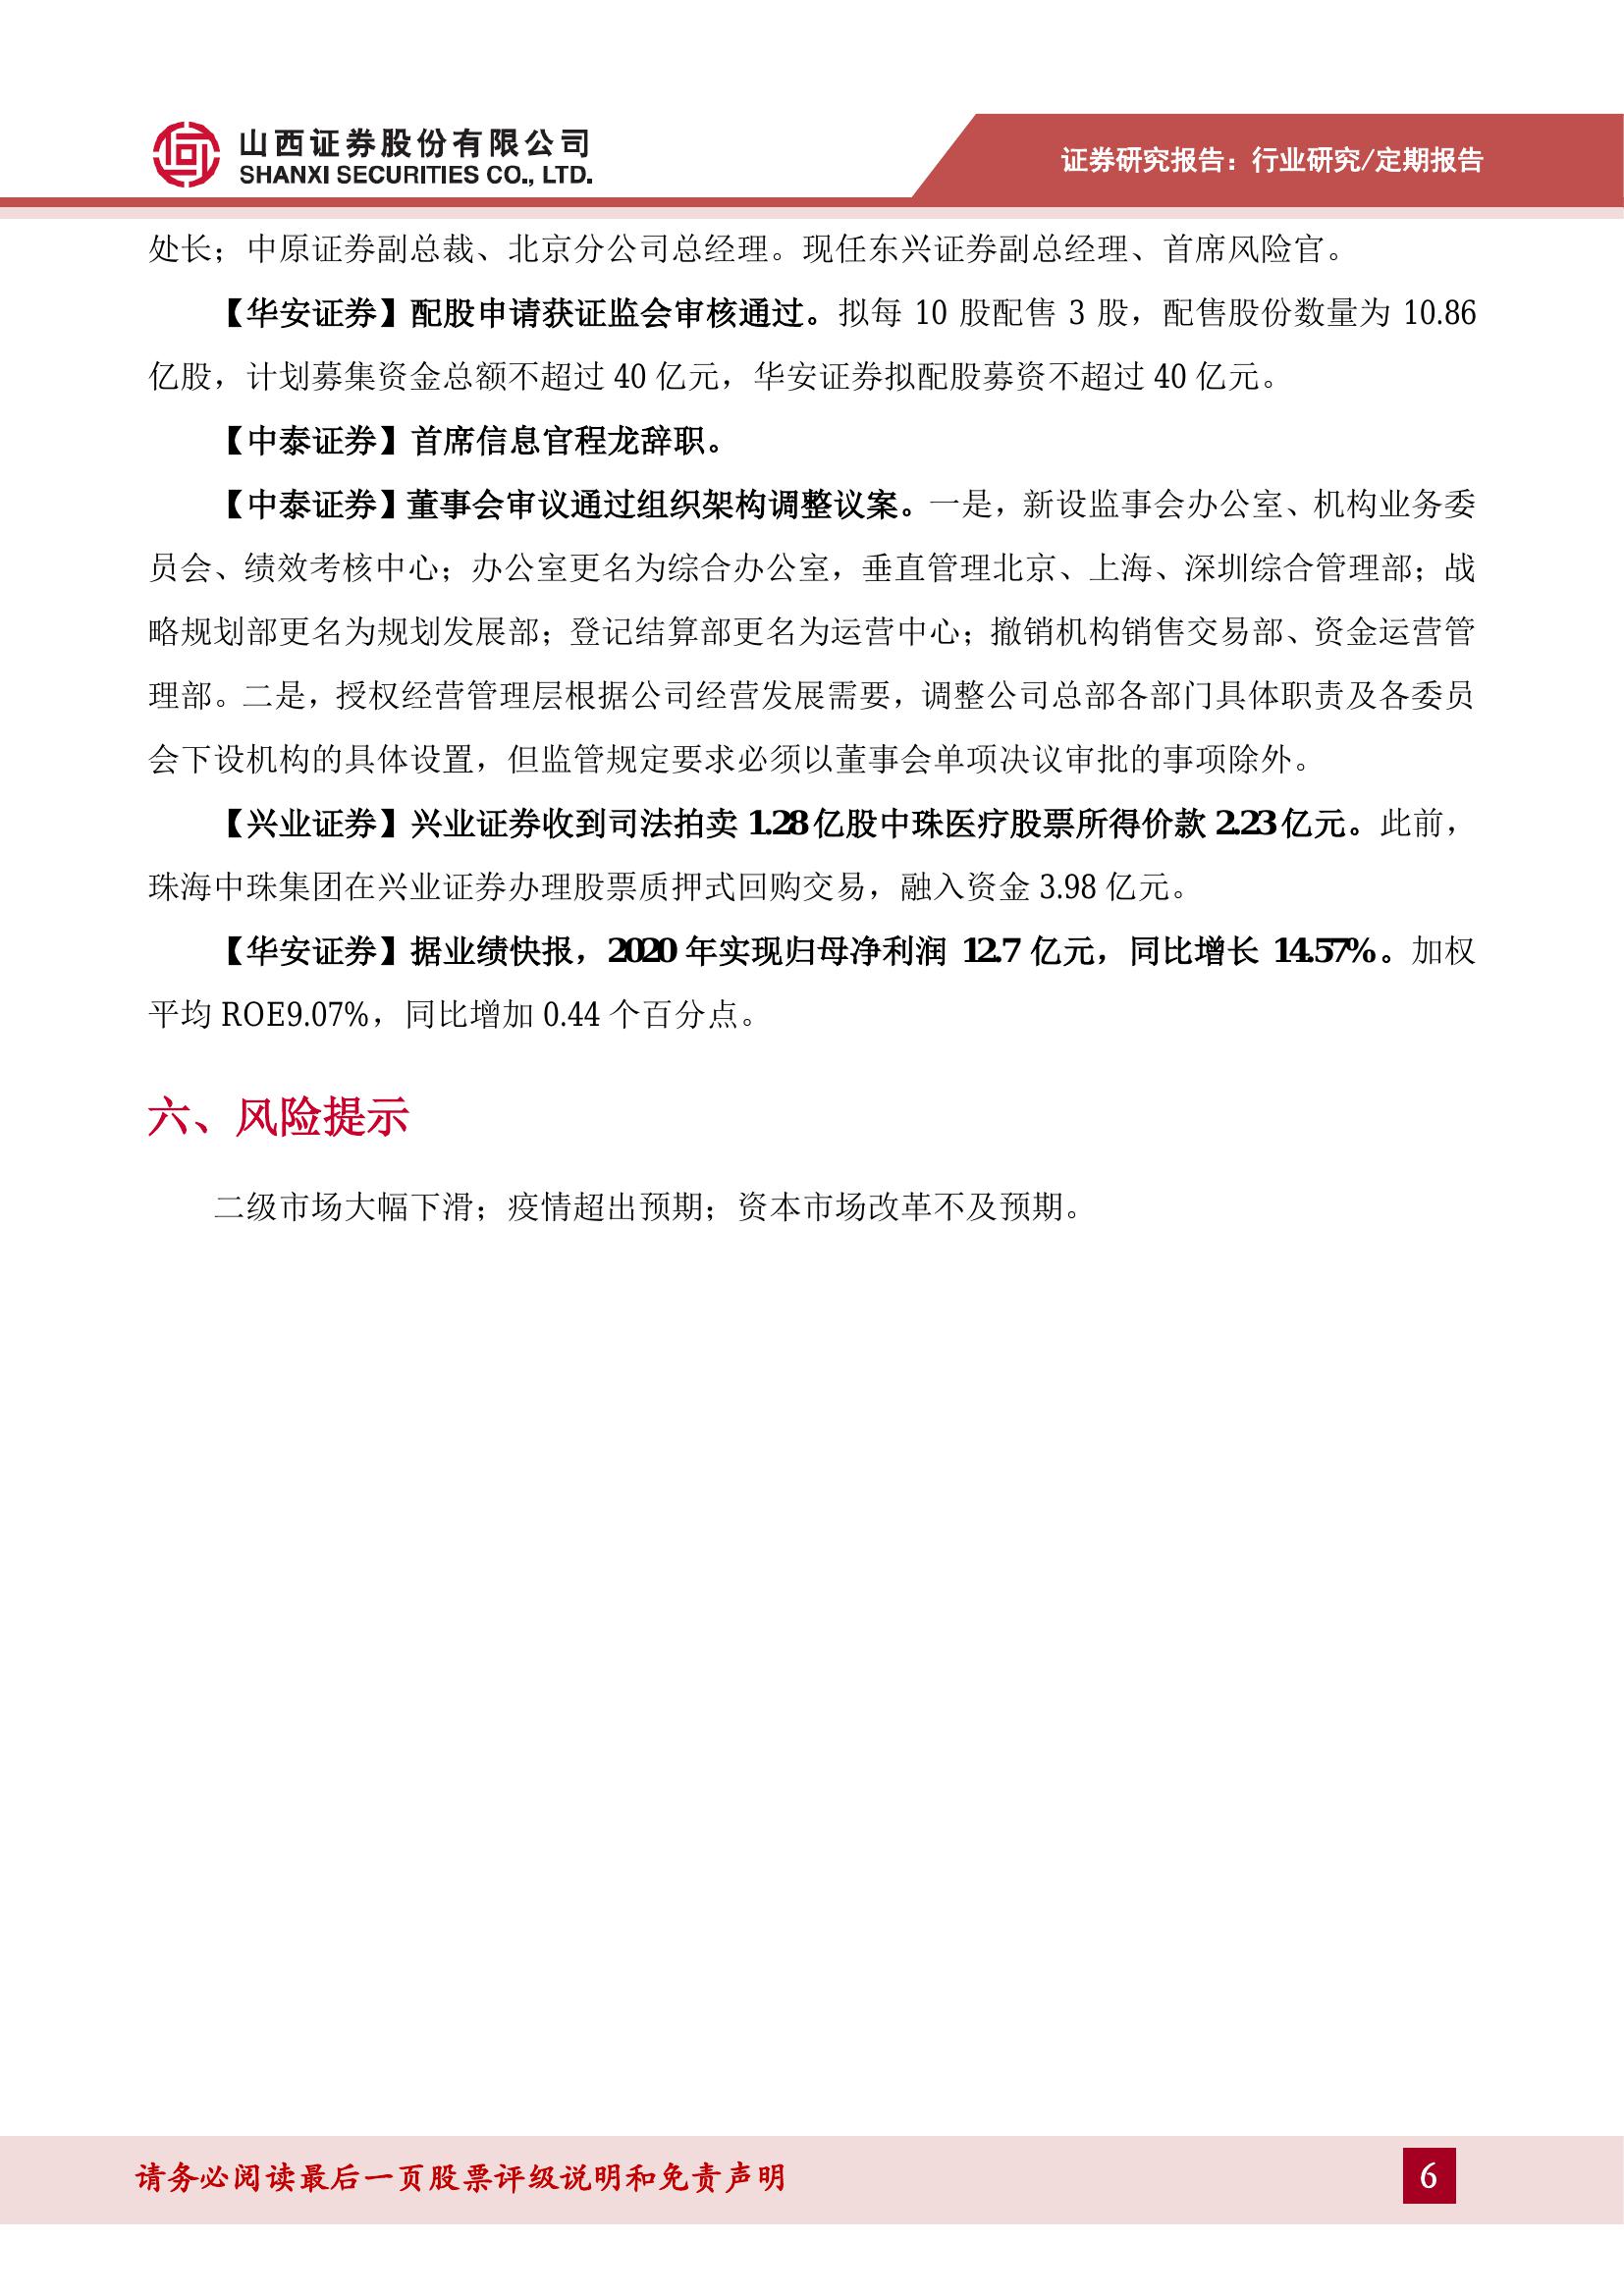 山西证券股份有限公司
SHANXI SECURITIES CO., LTD.
证券研究报告：行业研究/定期报告
处长；中原证券副总裁、北京分公司总经理。现任东兴证券副总经理、首席风险官。
【华安证券】配股申请获证监会审核通过。拟每 10 股配售 3 股，配售股份数量为 10.86
亿股，计划募集资金总额不超过 40 亿元，华安证券拟配股募资不超过 40 亿元。
【中泰证券】首席信息官程龙辞职。
【中泰证券】董事会审议通过组织架构调整议案。一是，新设监事会办公室、机构业务委
员会、绩效考核中心；办公室更名为综合办公室，垂直管理北京、上海、深圳综合管理部；战
略规划部更名为规划发展部；登记结算部更名为运营中心；撤销机构销售交易部、资金运营管
理部。二是，授权经营管理层根据公司经营发展需要，调整公司总部各部门具体职责及各委员
会下设机构的具体设置，但监管规定要求必须以董事会单项决议审批的事项除外。
【兴业证券】兴业证券收到司法拍卖 1.28 亿股中珠医疗股票所得价款 2.23 亿元。此前，
珠海中珠集团在兴业证券办理股票质押式回购交易，融入资金 3.98 亿元。
【华安证券】据业绩快报，2020 年实现归母净利润 12.7 亿元，同比增长 14.57%。加权
平均 ROE9.07%，同比增加 0.44 个百分点。
六、风险提示
二级市场大幅下滑；疫情超出预期；资本市场改革不及预期。
请务必阅读最后一页股票评级说明和免责声明
6